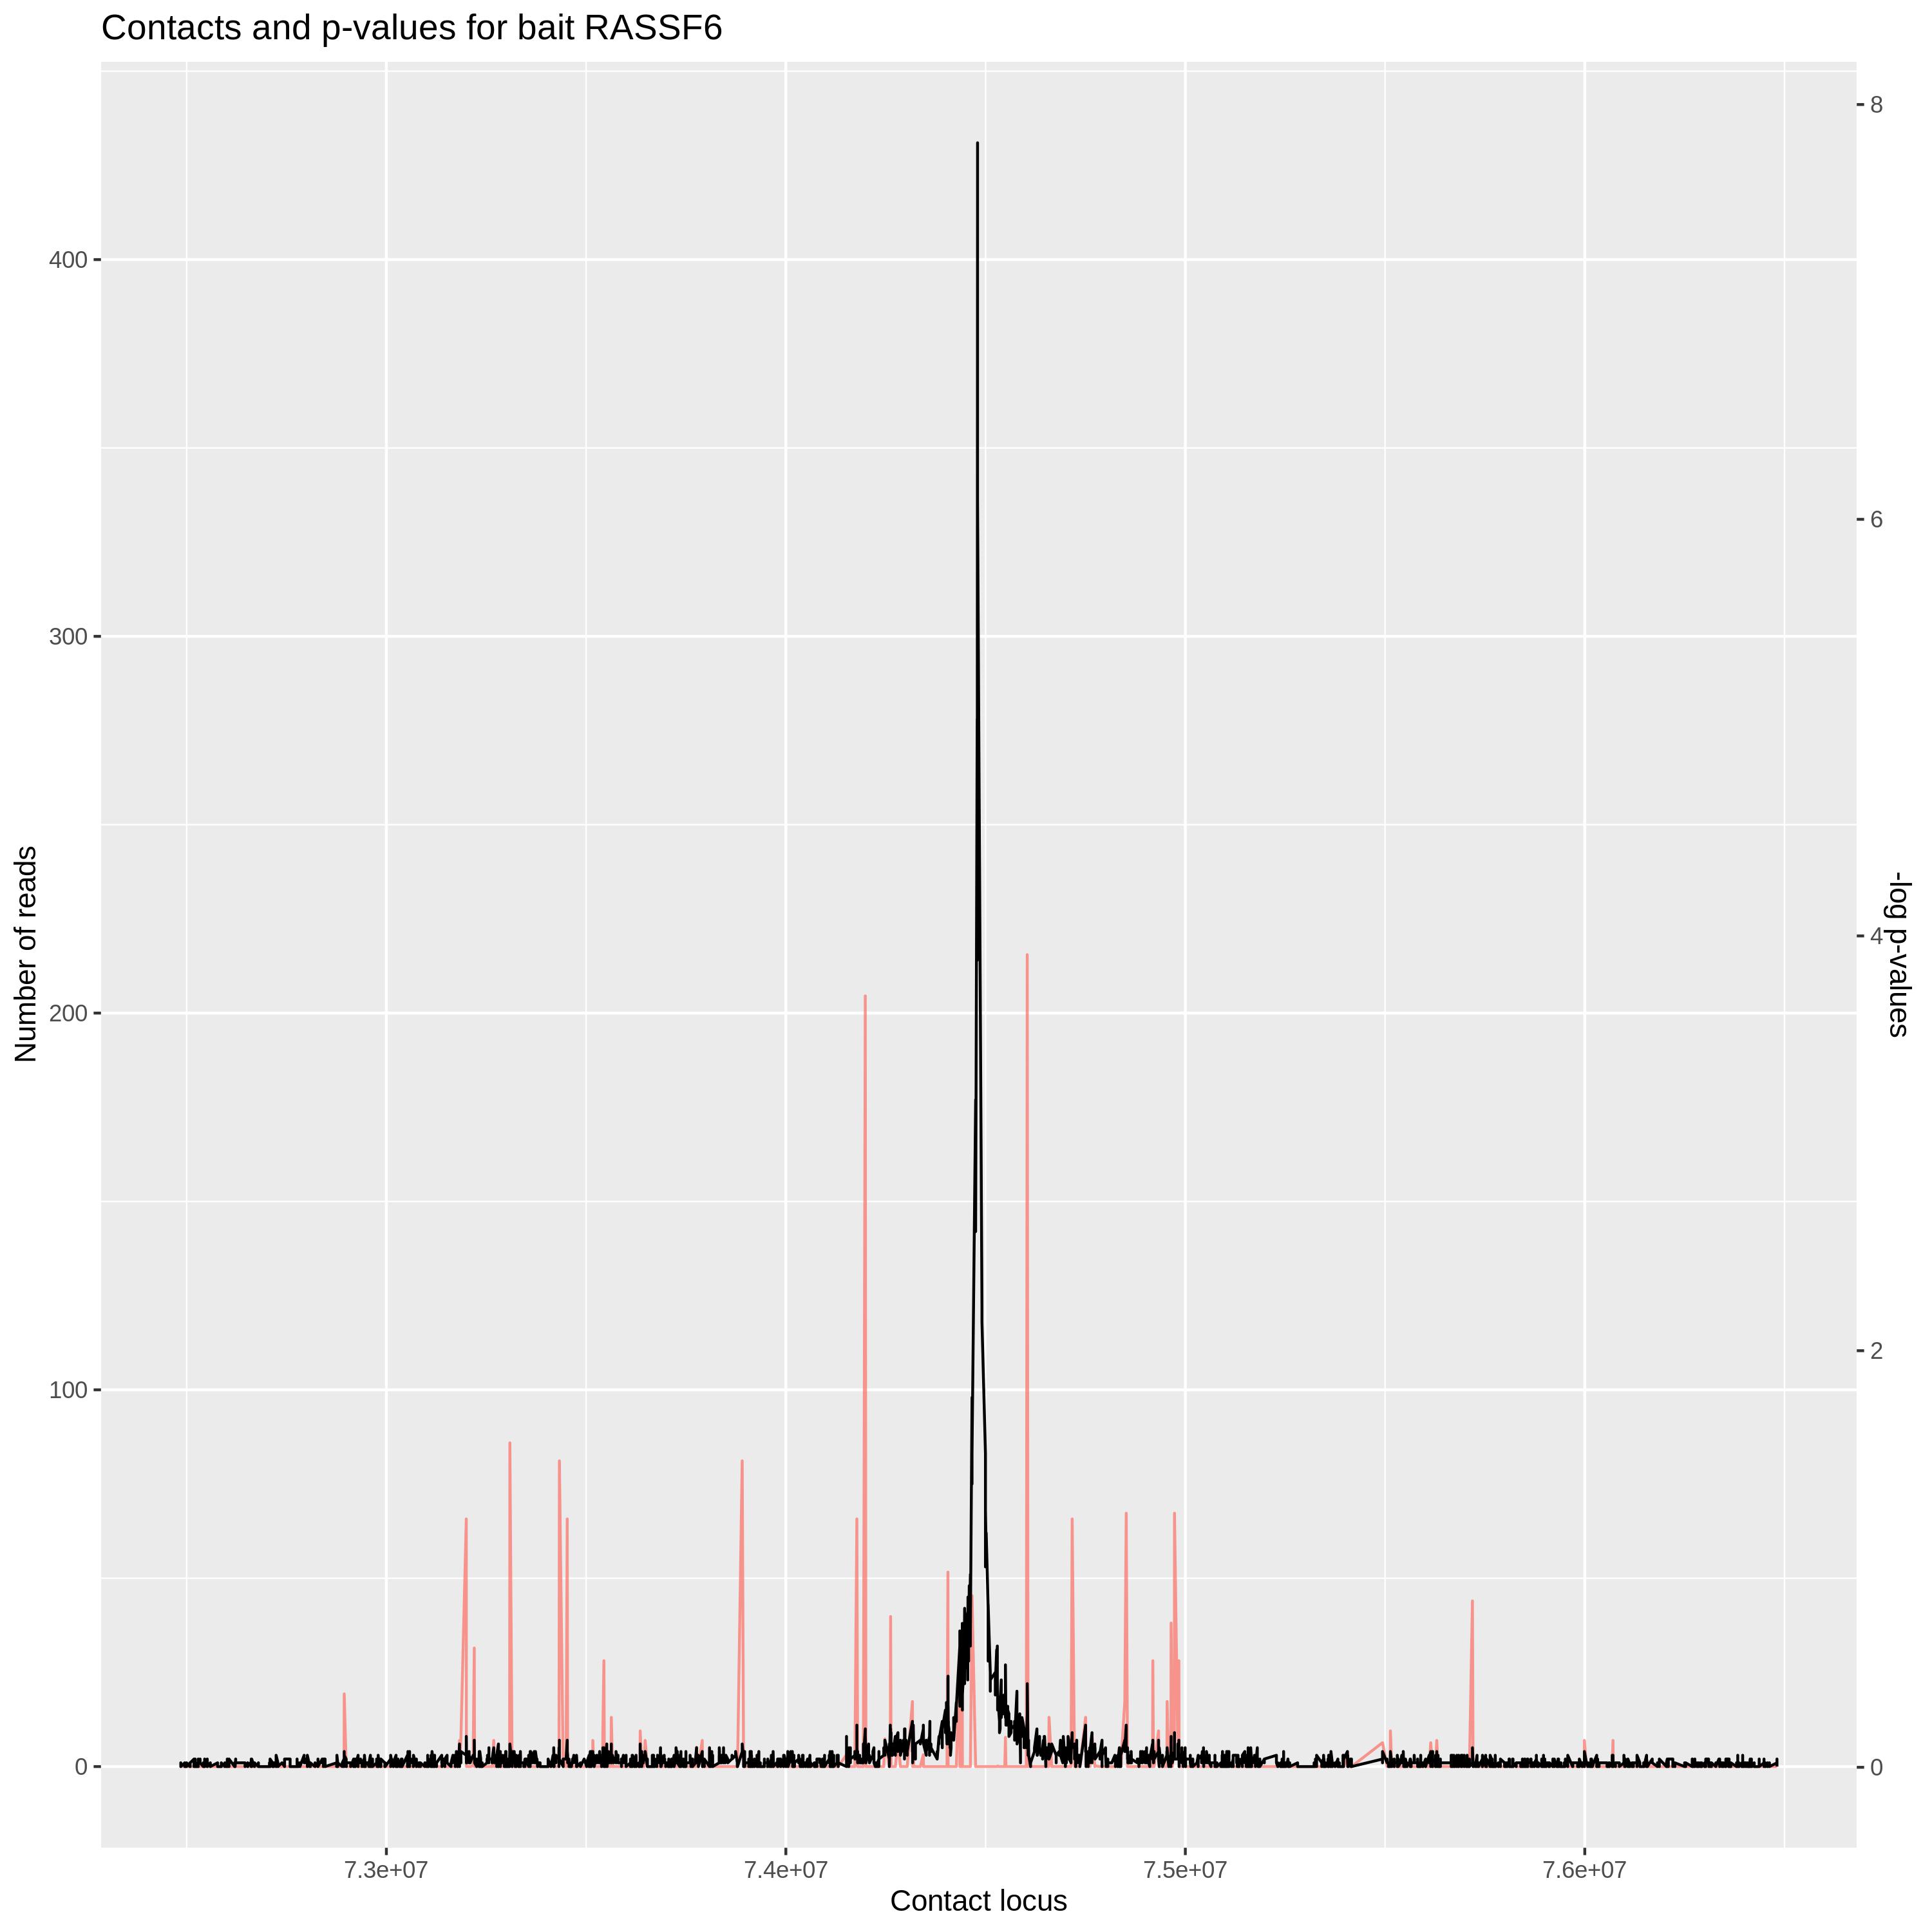 Contacts and p-values for bait RASSF6
Number of reads
400
300
200
100
0
8
6
4
2
0
-log p-values
7.3e+07
7.4e+07
7.5e+07
7.6e+07
Contact locus